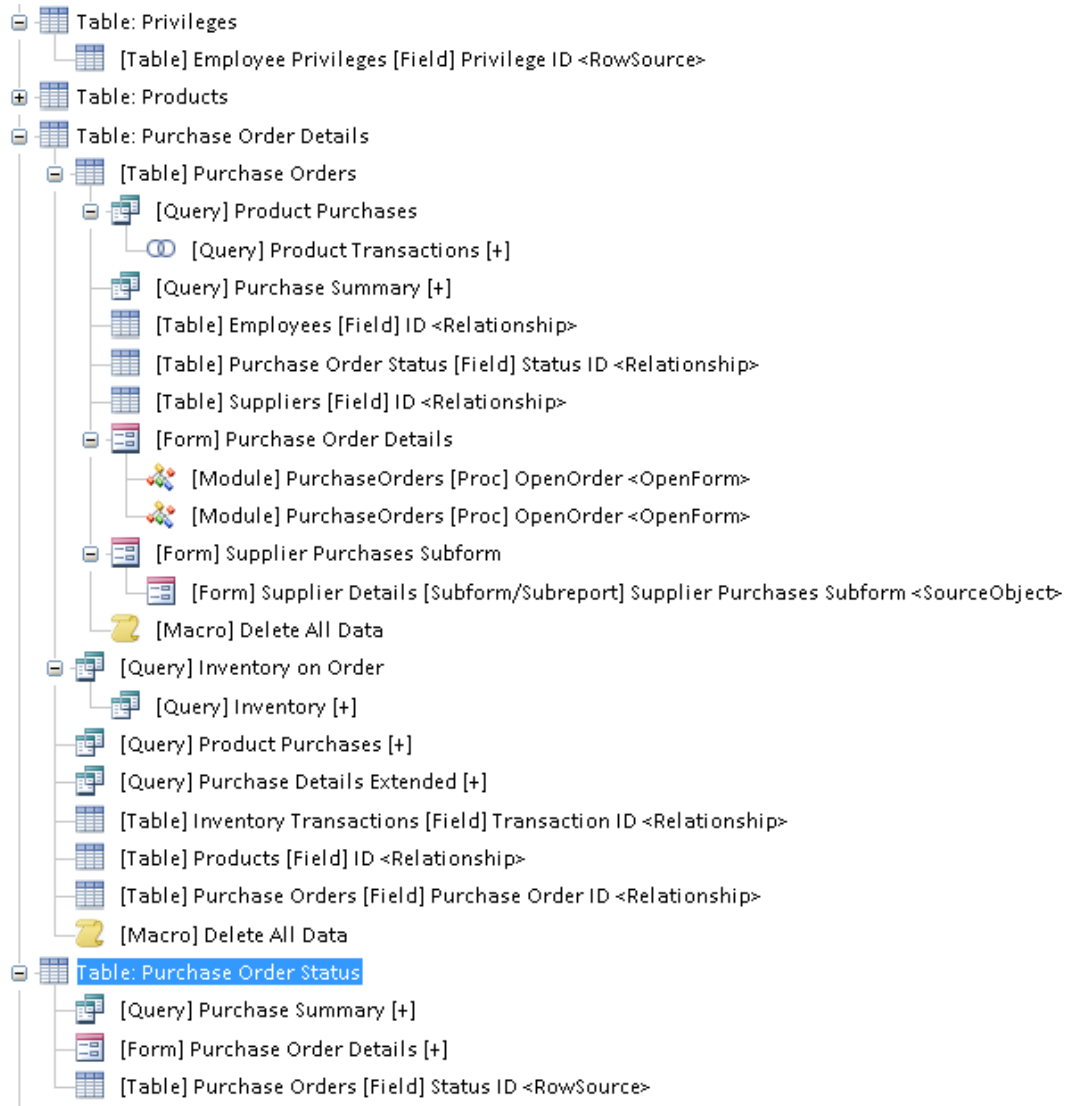 Table: Privileges
[Table] Employee Privileges [Field] Privilege ID <RowSource>
Table: Products
Table: Purchase Order Details
[Table] Purchase Orders
[Query] Product Purchases
[Query] Product Transactions [+]
[Query] Purchase Summary [+]
[Table] Employees [Field] ID <Relationship>
[Table] Purchase Order Status [Field] Status ID <Relationship>
[Table] Suppliers [Field] ID <Relationship>
[Form] Purchase Order Details
[Module] PurchaseOrders [Proc] OpenOrder <OpenForm>
[Module] PurchaseOrders [Proc] OpenOrder <OpenForm>
[Form] Supplier Purchases Subform
[Form] Supplier Details [Subform/Subreport] Supplier Purchases Subform <SourceObject>
[Macro] Delete All Data
[Query] Inventory on Order
[Query] Inventory [+]
[Query] Product Purchases [+]
[Query] Purchase Details Extended [+]
[Table] Inventory Transactions [Field] Transaction ID <Relationship>
[Table] Products [Field] ID <Relationship>
[Table] Purchase Orders [Field] Purchase Order ID <Relationship>
[Macro] Delete All Data
Table: Purchase Order Status
[Query] Purchase Summary [+]
[Form] Purchase Order Details [+]
[Table] Purchase Orders [Field] Status ID <RowSource>